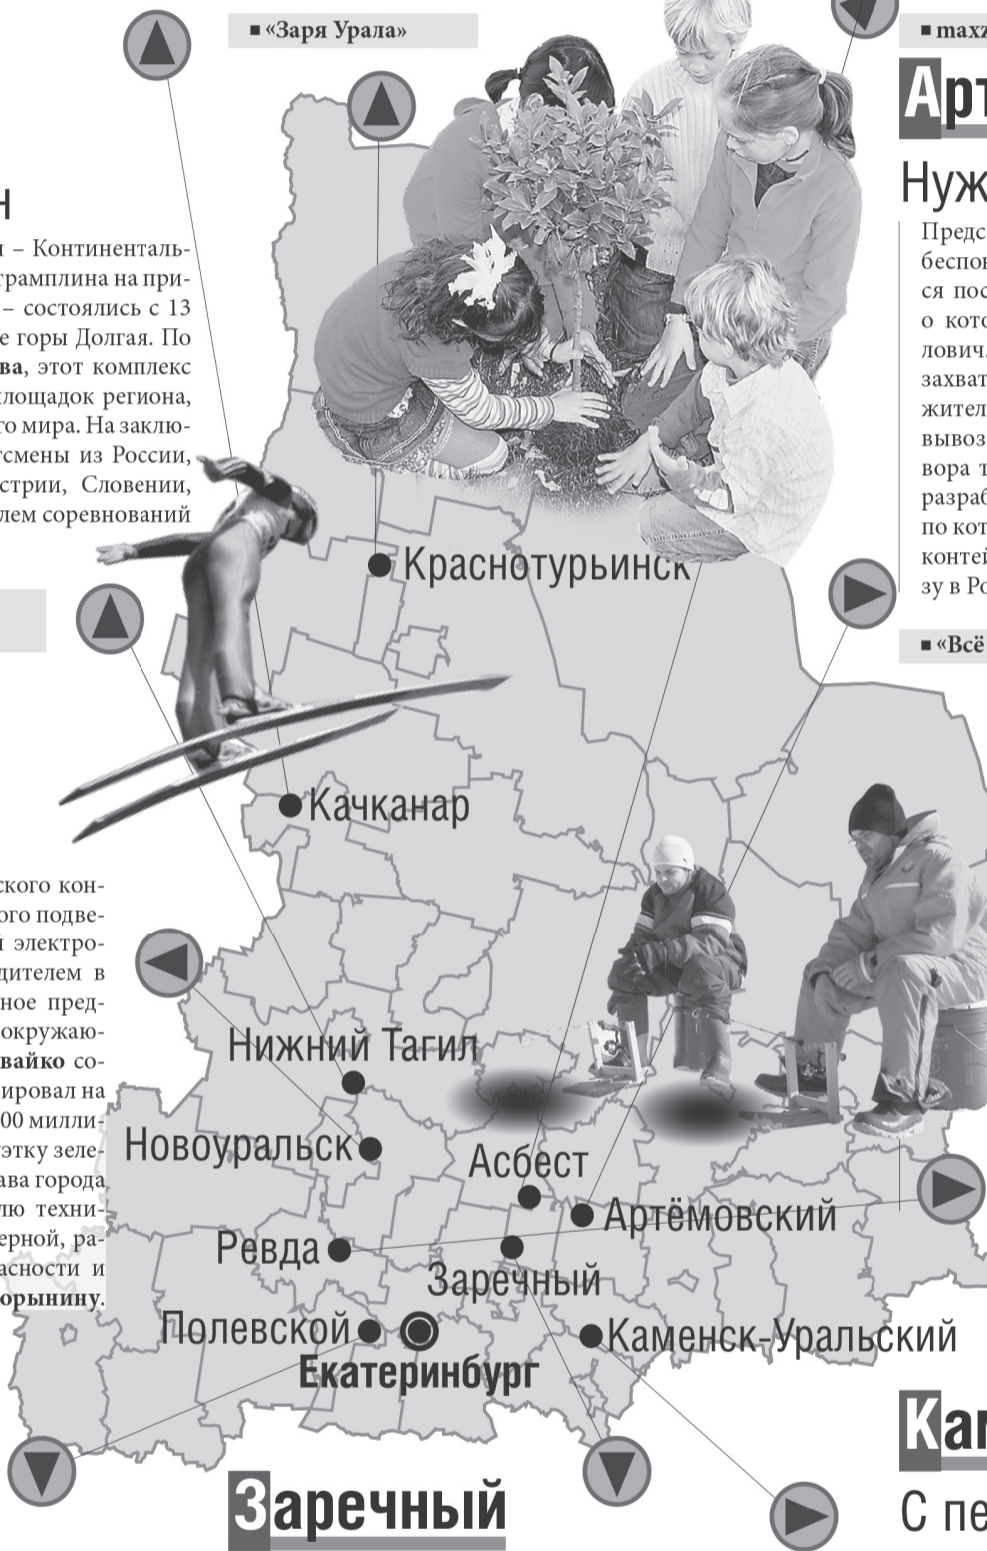 ■ «Заря Урала»
н
– Континенталь-
трамплина на при-
– состоялись с 13
е горы Долгая. По
ва, этот комплекс
площадок региона,
го мира. На заклю-
тсмены из России,
стрии, Словении,
лем соревнований
ского кон-
ого подве-
й электро-
дителем в
ное пред-
окружаю-
вайко со-
ировал на
00 милли-
этку зеле-
ава города
лю техни-
ерной, ра-
асности и
орынину.
Краснотурьинск
Качканар
Нижний Тагил
Новоуральск
Асбест
Артёмовский
Ревда
Заречный
Полевской
Каменск-Уральский
Екатеринбург
Заречный
■ maxz
Арт
Нуж
Предс
беспок
ся пос
о кото
лович.
захват
жител
вывоз
вора т
разраб
по кот
контей
зу в Ро
■ «Всё
Кам
С пе